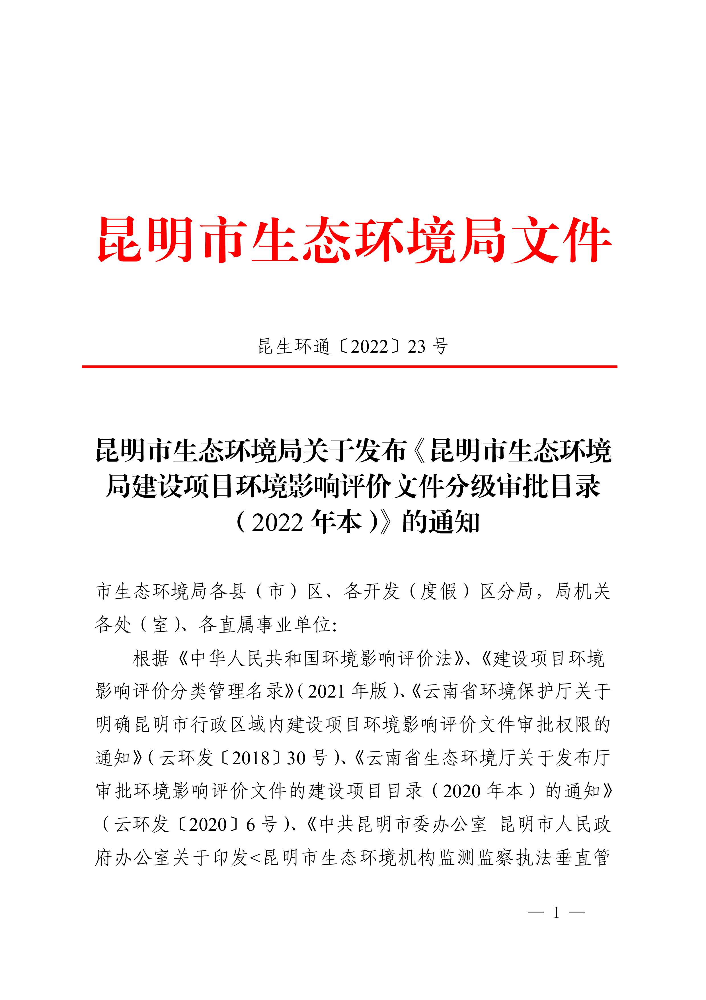 昆明市生态环境局文件
昆生环通〔2022〕23 号
昆明市生态环境局关于发布《昆明市生态环境
局建设项目环境影响评价文件分级审批目录
（2022 年本）》的通知
市生态环境局各县（市）区、各开发（度假）区分局，局机关
各处（室）、各直属事业单位：
根据《中华人民共和国环境影响评价法》、《建设项目环境
影响评价分类管理名录》（2021 年版）、《云南省环境保护厅关于
明确昆明市行政区域内建设项目环境影响评价文件审批权限的
通知》（云环发〔2018〕30 号）、《云南省生态环境厅关于发布厅
审批环境影响评价文件的建设项目目录（2020 年本）的通知》
（云环发〔2020〕6 号）、《中共昆明市委办公室 昆明市人民政
府办公室关于印发<昆明市生态环境机构监测监察执法垂直管
— 1 —